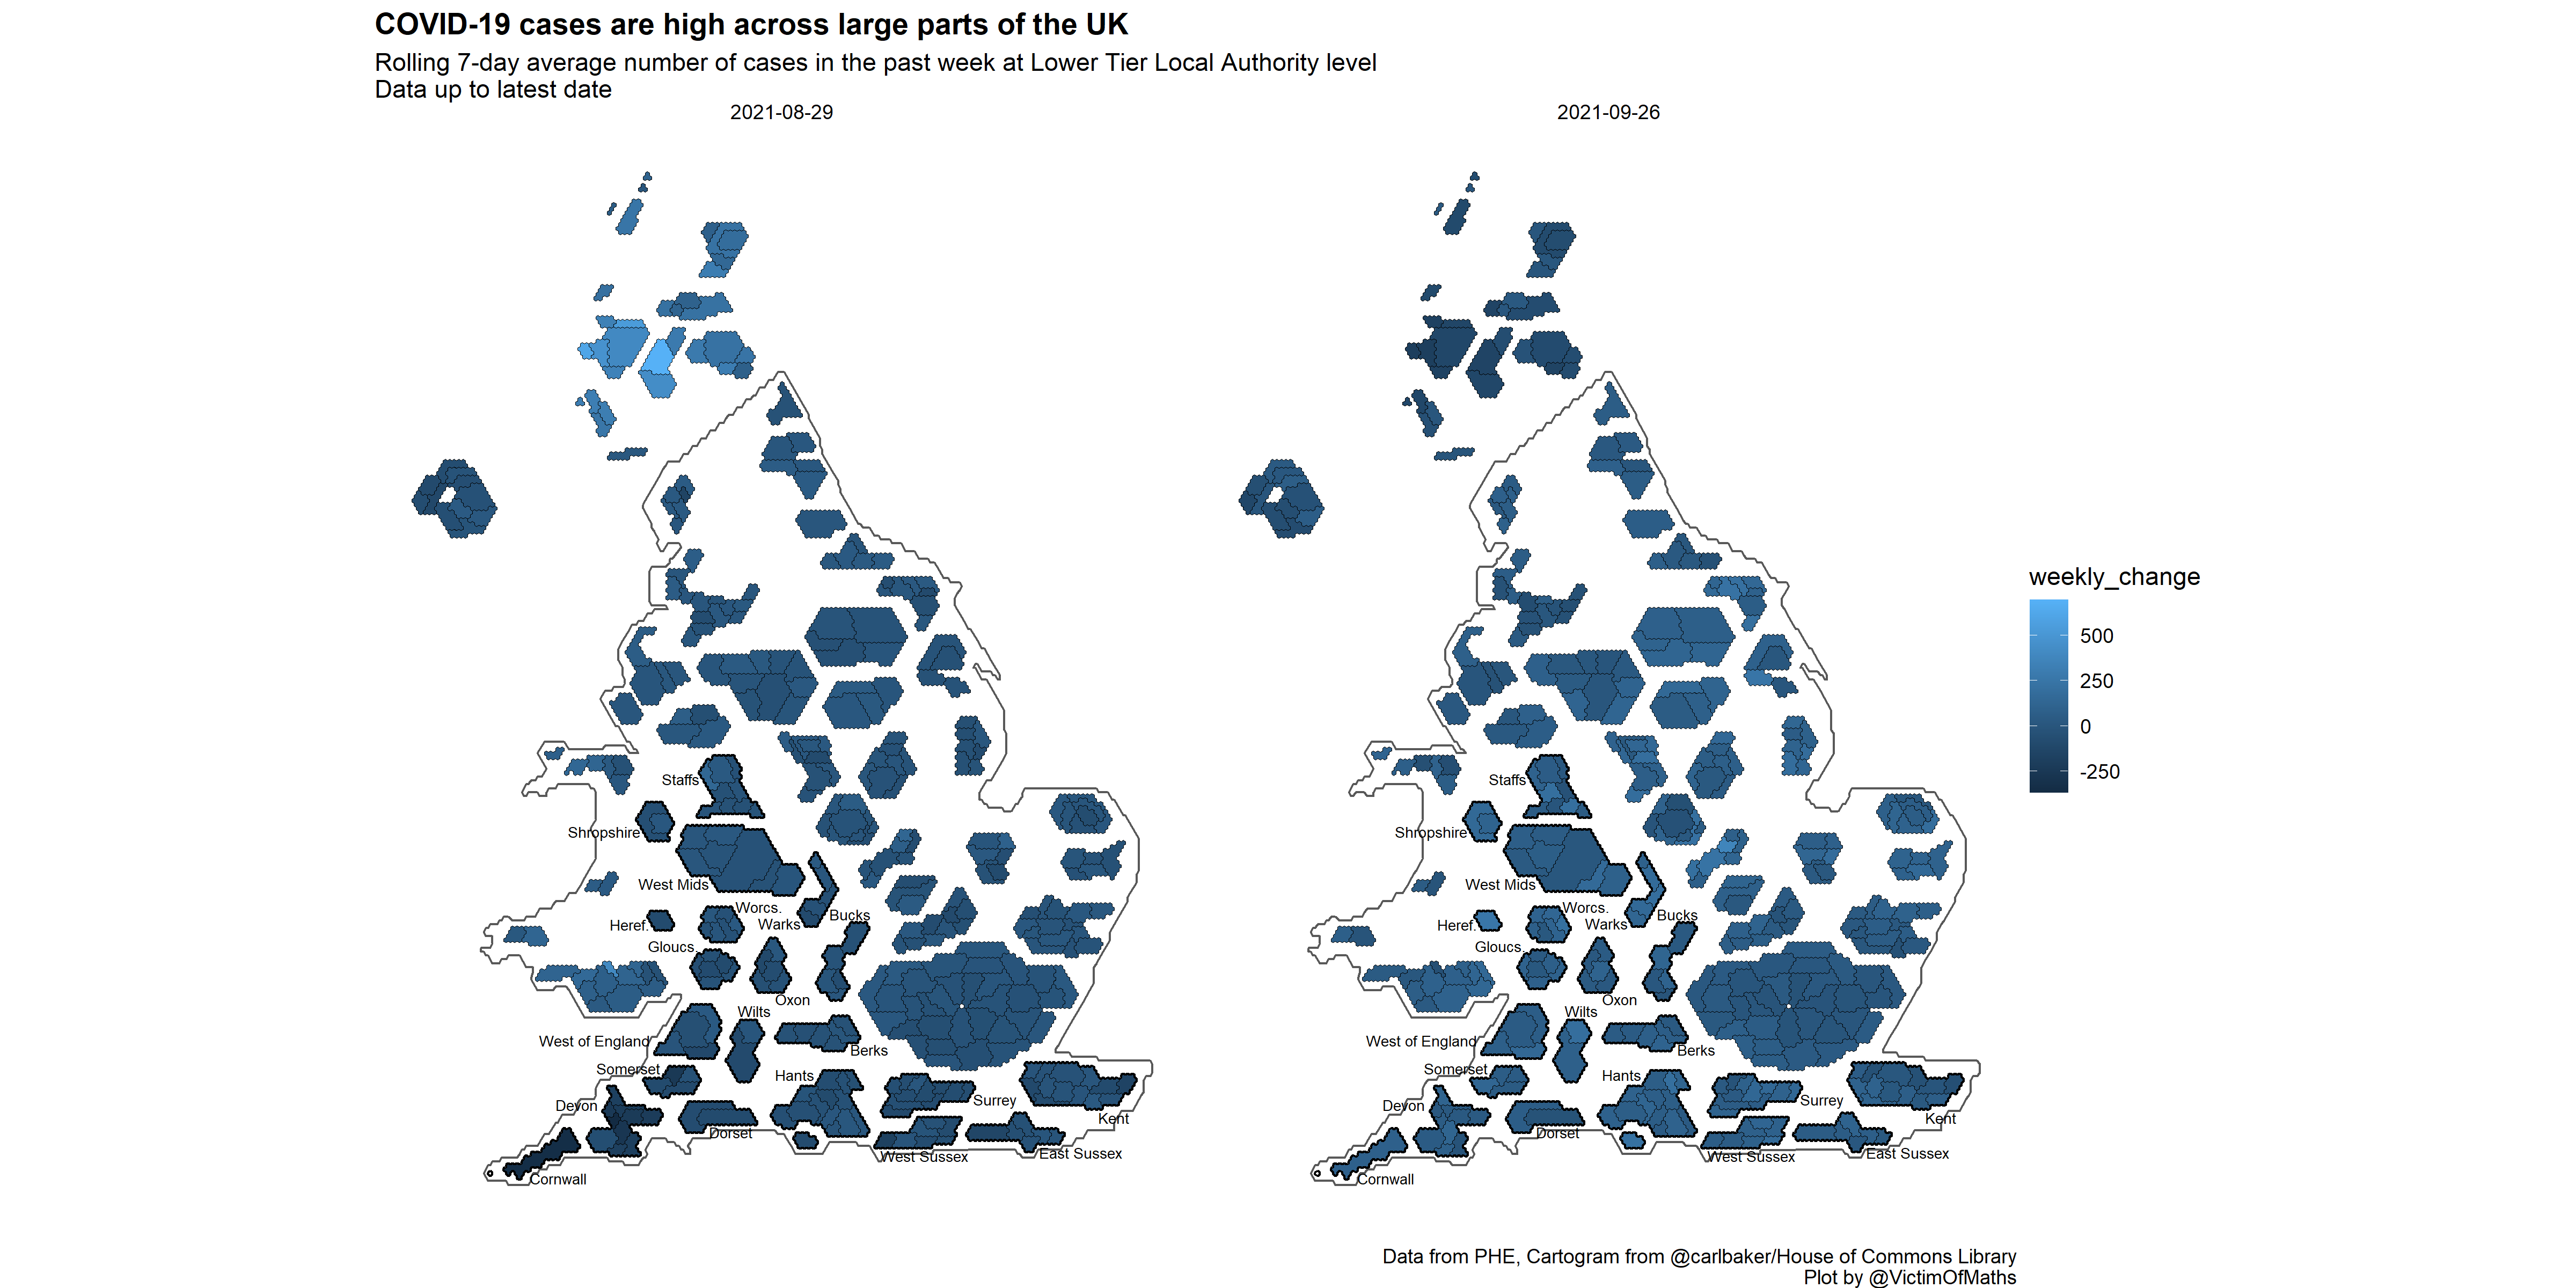 COVID-19 cases are high across large parts of the UK
Rolling 7-day average number of cases in the past week at Lower Tier Local Authority level
Data up to latest date
2021-08-29
2021-09-26
Staffs
Shropshire
West Mids
Worcs.
Bucks
Heref.
Warks
Gloucs.
Oxon
Wilts
West of England
Berks
Somerset
Hants
Surrey
Devon
Kent
Dorset
East Sussex
West Sussex
Cornwall
Staffs
Shropshire
West Mids
Worcs.
Bucks
Heref.
Warks
Gloucs.
Oxon
Wilts
West of England
Berks
Somerset
Hants
Surrey
Devon
Kent
Dorset
East Sussex
West Sussex
Cornwall
weekly_change
500
250
0
-250
Data from PHE, Cartogram from @carlbaker/House of Commons Library
Plot by @VictimOfMaths